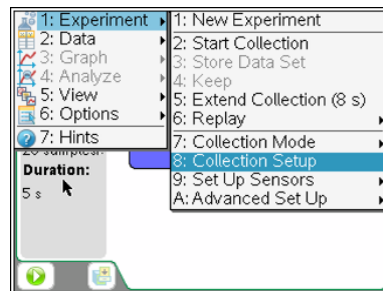 1: Experiment
2: Data
3: Graph
4: Analyze
5: View
6: Options
7: Hints
1: New Experiment
2: Start Collection
3: Store Data Set
4: Keep
5: Extend Collection (8 s)
6: Replay
7: Collection Mode
8: Collection Setup
9: Set Up Sensors
A: Advanced Set Up
Duration:
5 s